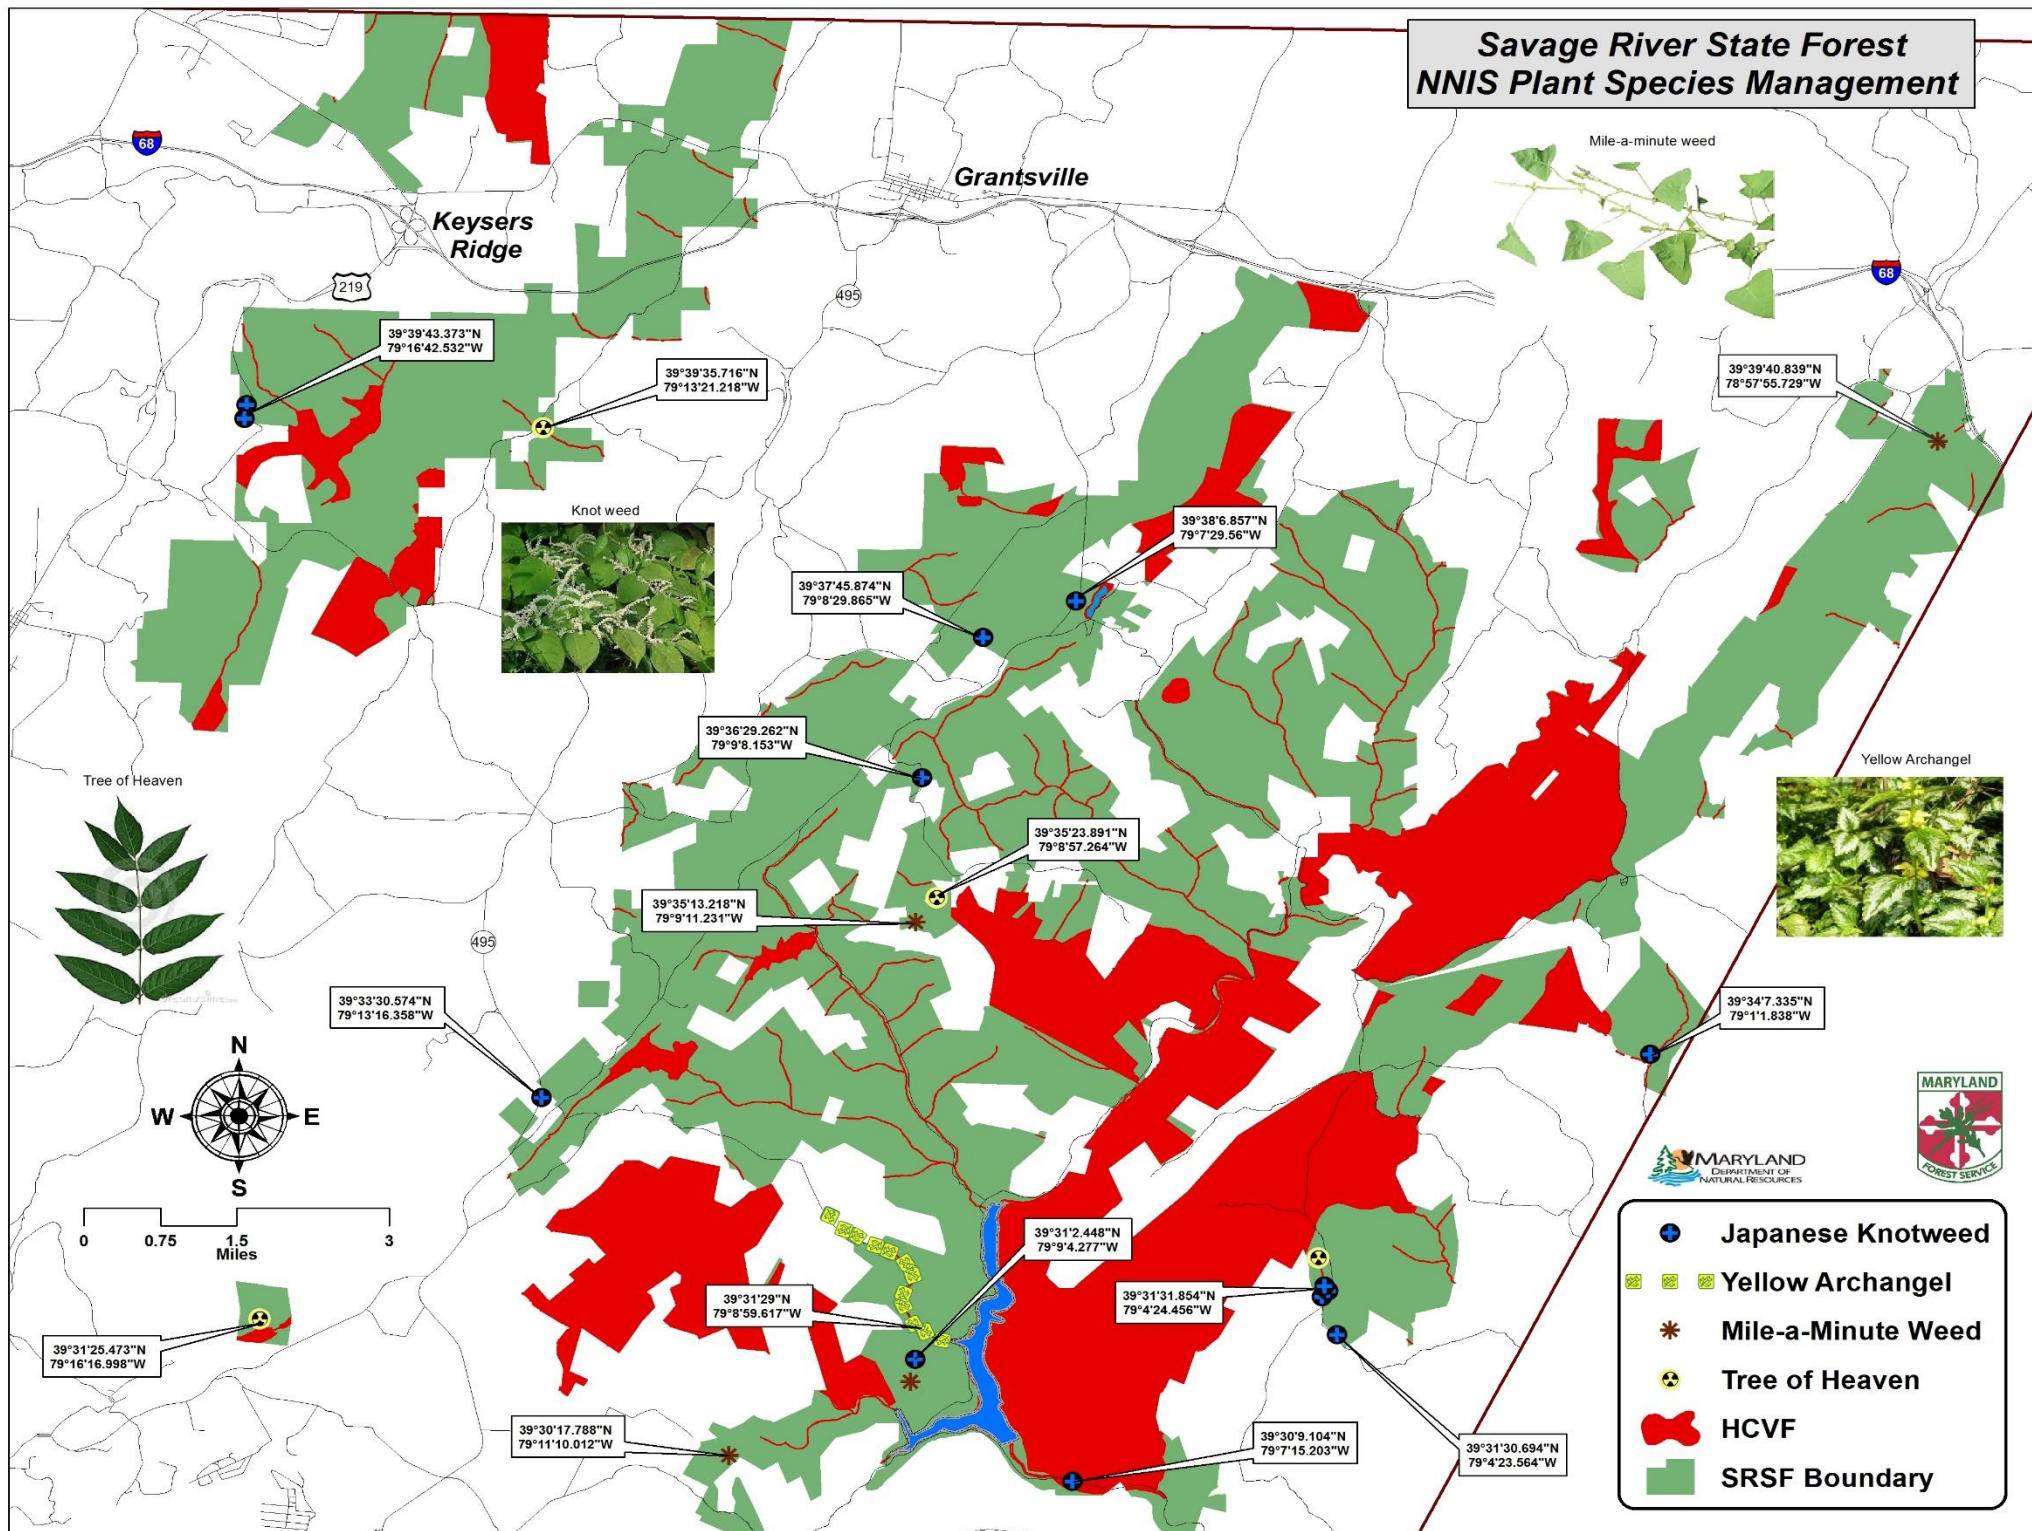 Savage River State Forest
NNIS Plant Species Management
Mile-a-minute weed
68
Grantsville
Keysers
Ridge
219
495
68
39°39'43.373"N
79°16'42.532"W
39°39'35.716"N
79°13'21.218"W
39°39'40.839"N
78°57'55.729"W
Knot weed
39°38'6.857"N
79°7'29.56"W
39°37'45.874"N
79°8'29.865"W
39°36'29.262"N
79°9'8.153"W
Tree of Heaven
Yellow Archangel
39°35'23.891"N
79°8'57.264"W
39°35'13.218"N
79°9'11.231"W
495
39°33'30.574"N
79°13'16.358"W
39°34'7.335"N
79°1'1.838"W
N
W
E
S
MARYLAND
FOREST SERVICE
MARYLAND
DEPARTMENT OF
NATURAL RESOURCES
0 0.75 1.5 3
Miles
39°31'2.448"N
79°9'4.277"W
39°31'29"N
79°8'59.617"W
39°31'31.854"N
79°4'24.456"W
39°31'25.473"N
79°16'16.998"W
39°30'17.788"N
79°11'10.012"W
39°30'9.104"N
79°7'15.203"W
39°31'30.694"N
79°4'23.564"W
Japanese Knotweed
Yellow Archangel
Mile-a-Minute Weed
Tree of Heaven
HCVF
SRSF Boundary